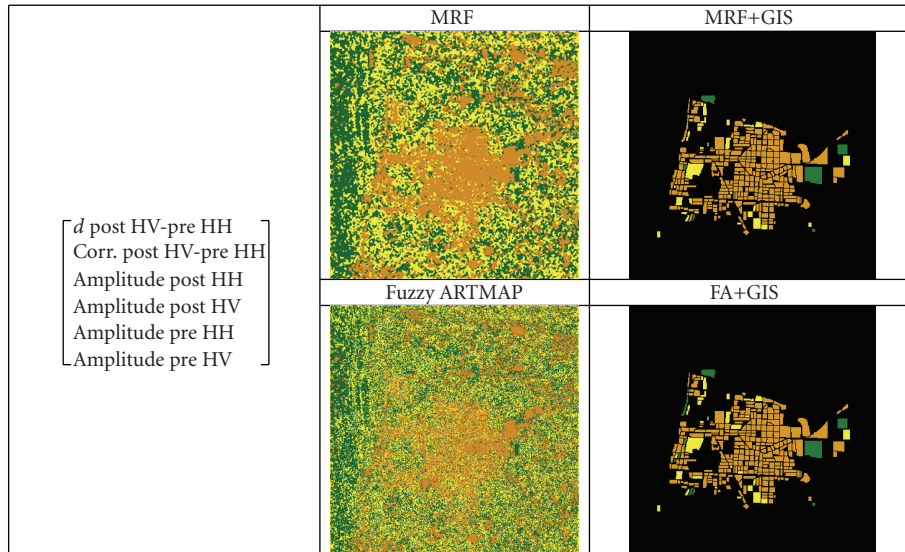 MRF
MRF+GIS
d post HV-pre HH
Corr. post HV-pre HH
Amplitude post HH
Amplitude post HV
Amplitude pre HH
Amplitude pre HV
Fuzzy ARTMAP
FA+GIS